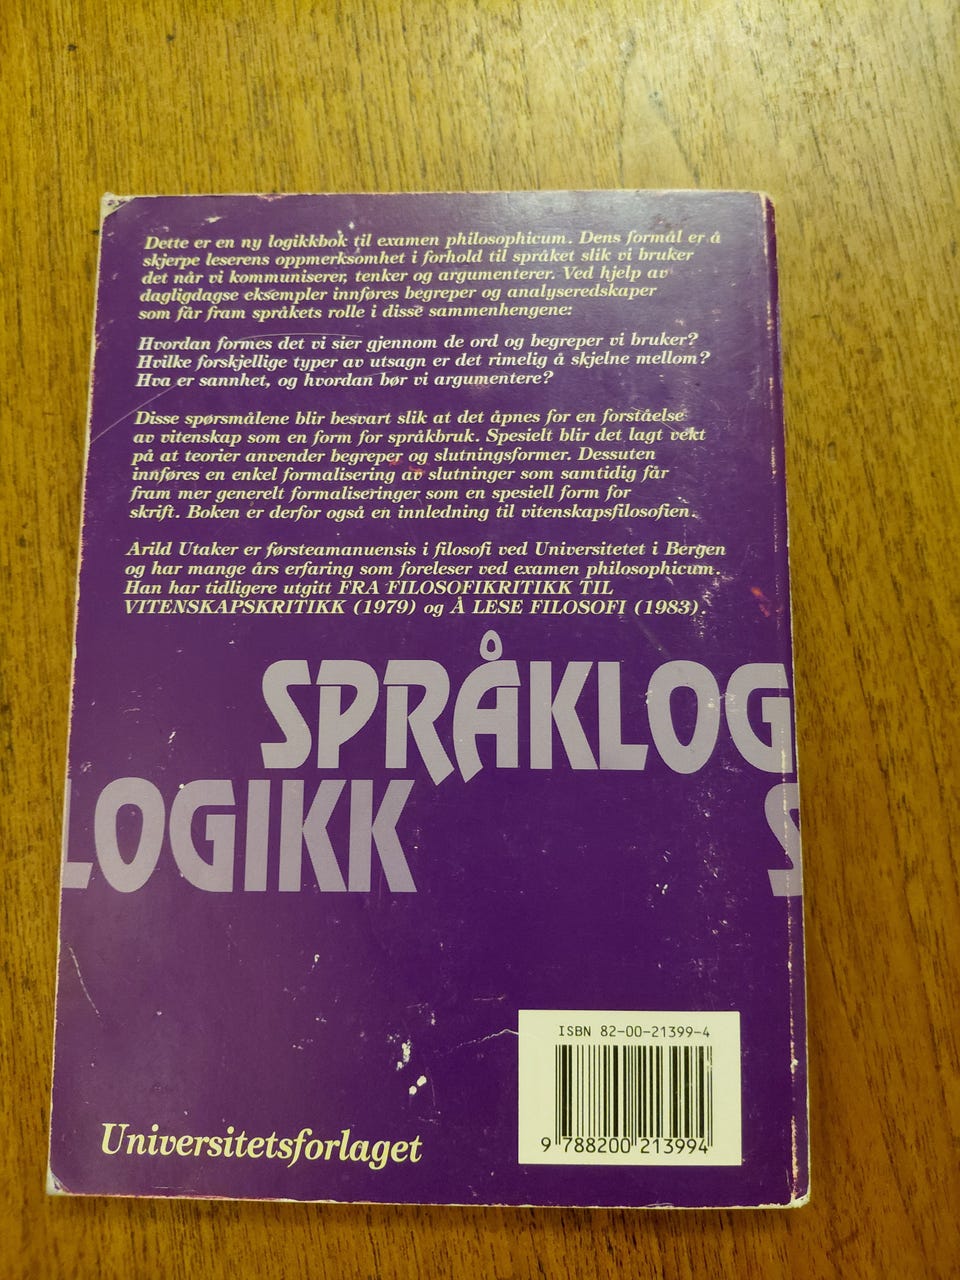 Dette er en ny logikkbok til examen philosophicum. Dens formål er å
skjerpe leserens oppmerksomhet i forhold til språket slik vi bruker
det når vi kommuniserer, tenker og argumenterer. Ved hjelp av
dagligdagse eksempler innføres begreper og analyseredskaper
som får fram språkets rolle i disse sammenhengene:
Hvordan formes det vi sier gjennom de ord og begreper vi bruker?
Hvilke forskjellige typer av utsagn er det rimelig å skjelne mellom?
Hva er sannhet, og hvordan bør vi argumentere?
Disse spørsmålene blir besvart slik at det åpnes for en forståelse
av vitenskap som en form for språkbruk. Spesielt blir det lagt vekt
på at teorier anvender begreper og slutningsformer. Dessuten
innføres en enkel formalisering av slutninger som samtidig får
fram mer generelt formaliseringer som en spesiell form for
skrift. Boken er derfor også en innledning til vitenskapsfilosofien.
Arild Utaker er førsteamanuensis i filosofi ved Universitetet i Bergen
og har mange års erfaring som foreleser ved examen philosophicum.
Han har tidligere utgitt FRA FILOSOFIKRITIKK TIL
VITENSKAPSKRITIKK (1979) og Å LESE FILOSOFI (1983).
SPRÅKLOG
LOGIKK S
ISBN 82-00-21399-4
9 788200 213994
Universitetsforlaget